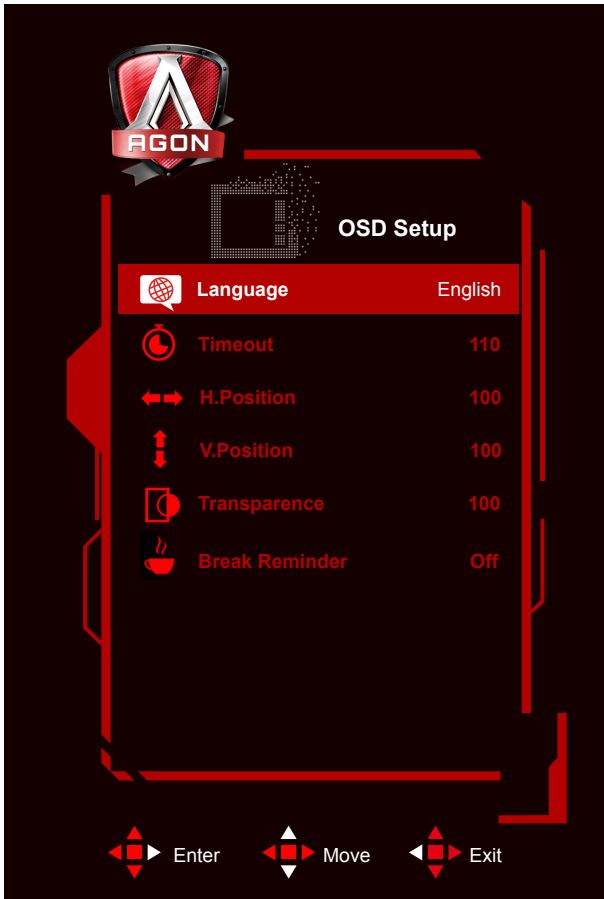 AGON
OSD Setup
Language English
Timeout 110
H.Position 100
V.Position 100
Transparence 100
Break Reminder Off
Enter Move Exit